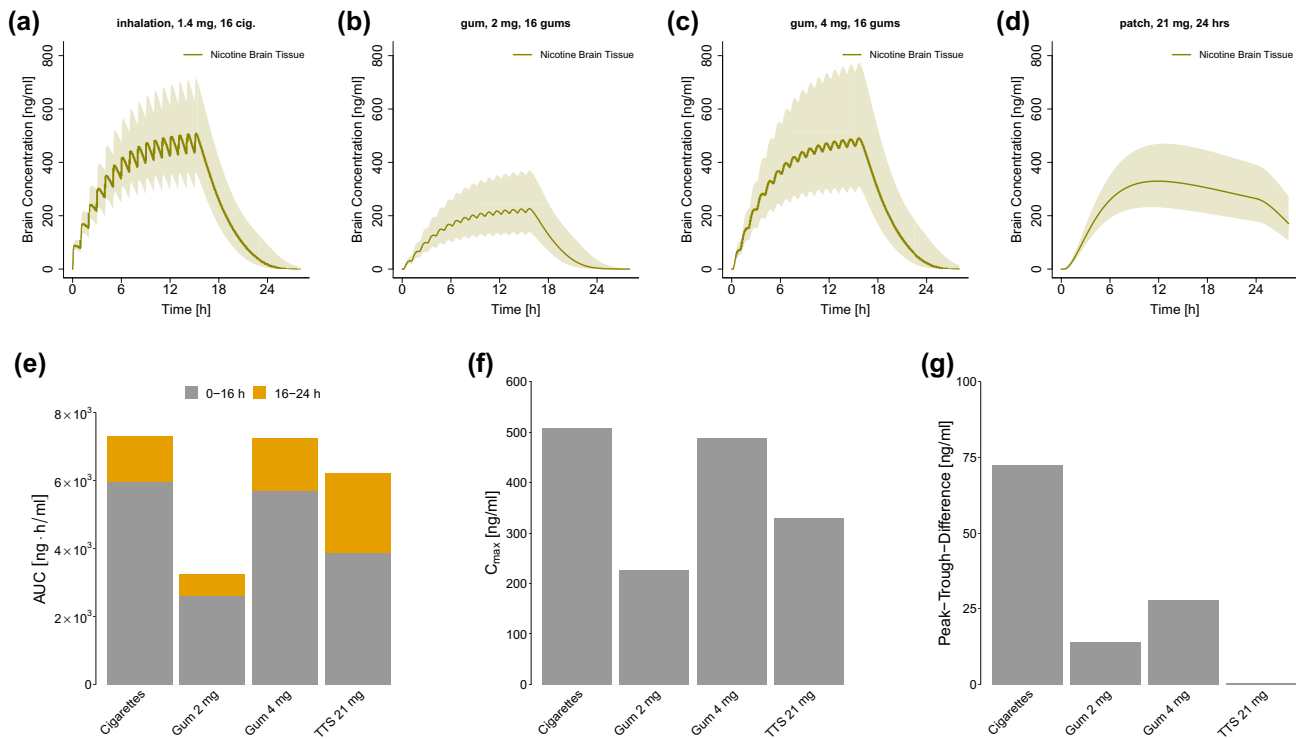 (a)
inhalation, 1.4 mg, 16 cig.
Nicotine Brain Tissue
Brain Concentration [ng/ml]
0
200
400
600
800
0 6 12 18 24
Time [h]
(b)
gum, 2 mg, 16 gums
Nicotine Brain Tissue
Brain Concentration [ng/ml]
0
200
400
600
800
0 6 12 18 24
Time [h]
(c)
gum, 4 mg, 16 gums
Nicotine Brain Tissue
Brain Concentration [ng/ml]
0
200
400
600
800
0 6 12 18 24
Time [h]
(d)
patch, 21 mg, 24 hrs
Nicotine Brain Tissue
Brain Concentration [ng/ml]
0
200
400
600
800
0 6 12 18 24
Time [h]
(e)
0−16 h 16−24 h
AUC [ng · h/ml]
8×10³
6×10³
4×10³
2×10³
0
Cigarettes
Gum 2 mg
Gum 4 mg
TTS 21 mg
(f)
Cmax [ng/ml]
600
500
400
300
200
100
0
Cigarettes
Gum 2 mg
Gum 4 mg
TTS 21 mg
(g)
Peak−Trough−Difference [ng/ml]
100
75
50
25
0
Cigarettes
Gum 2 mg
Gum 4 mg
TTS 21 mg